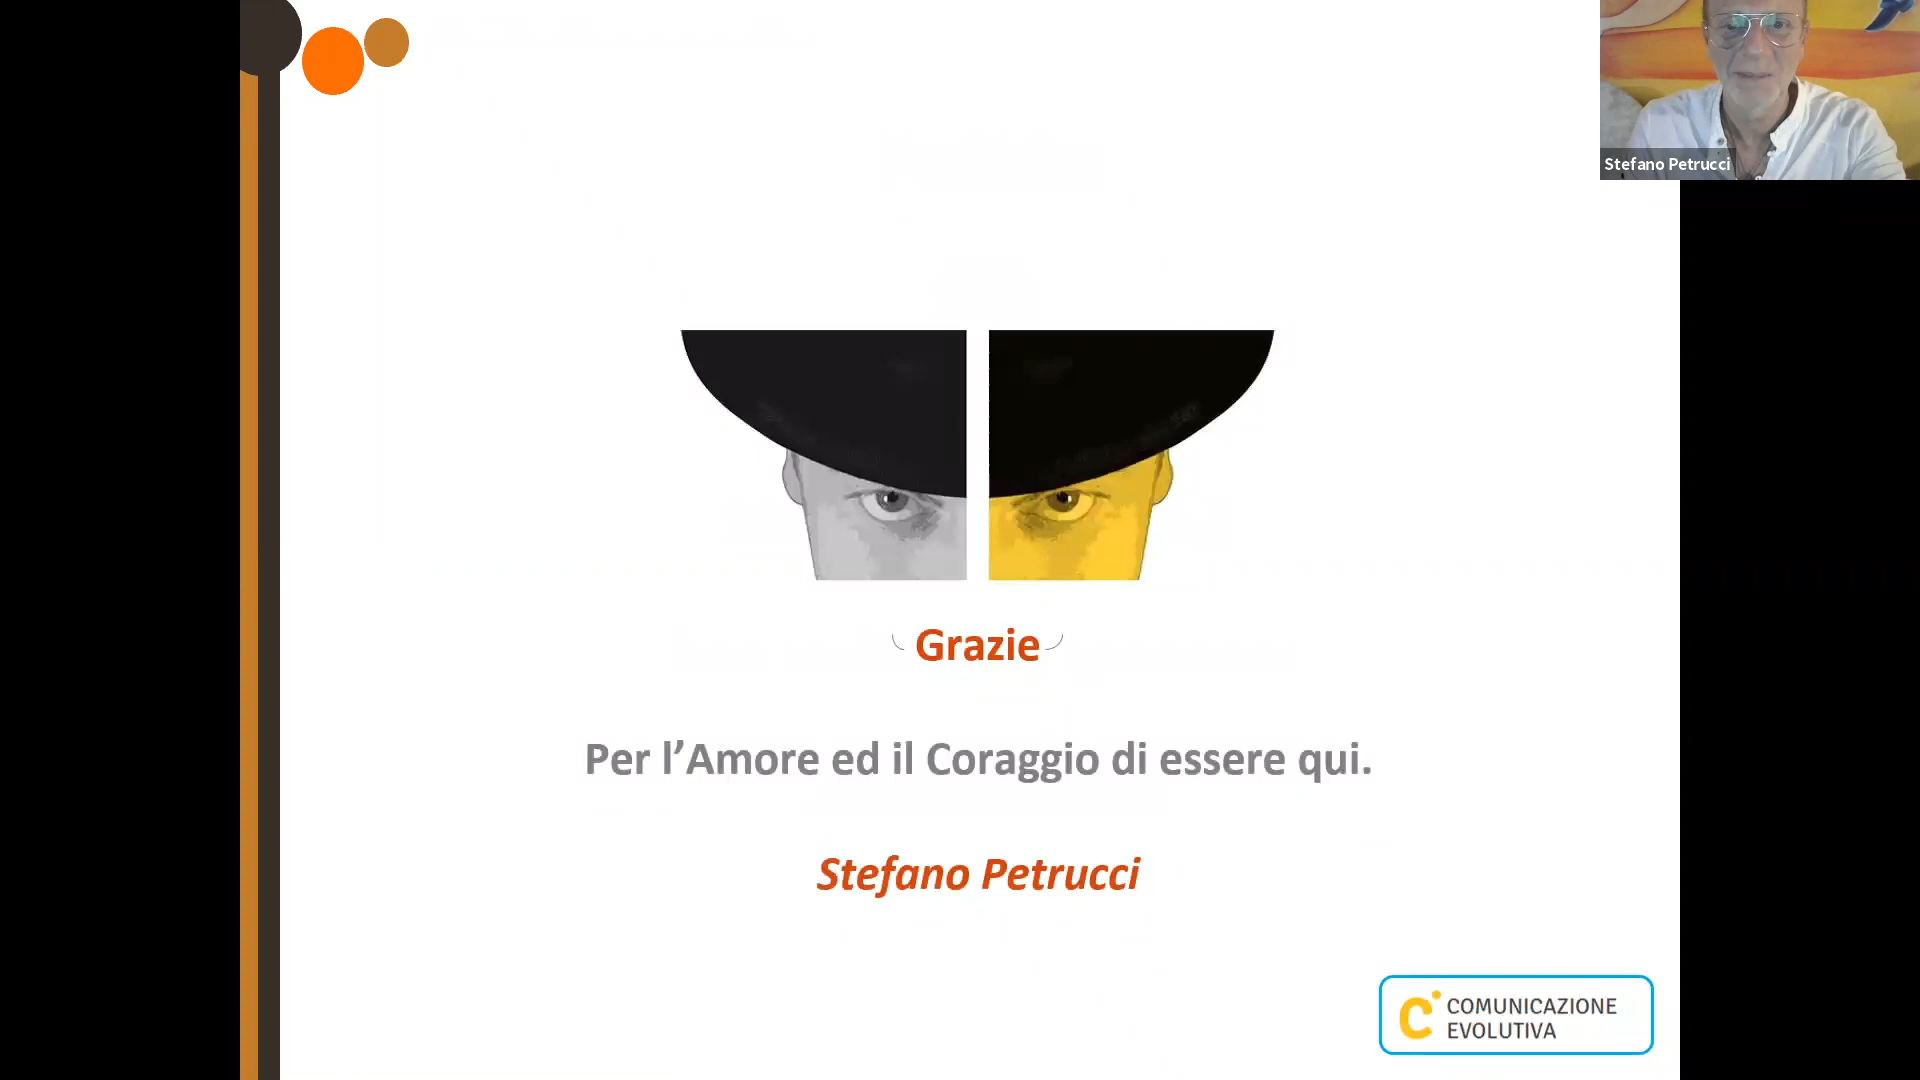 Stefano Petrucci
Grazie
Per l’Amore ed il Coraggio di essere qui.
Stefano Petrucci
COMUNICAZIONE
EVOLUTIVA